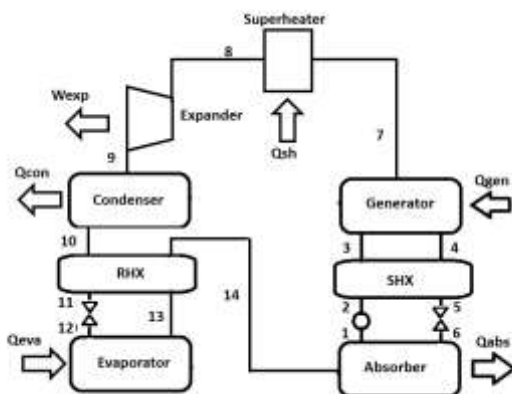 Superheater
8
Wexp
Expander
7
Qsh
9
Qcon
Condenser
Generator
Qgen
10
3
4
RHX
SHX
11
13
14
2
5
12
1
6
Qeva
Evaporator
Absorber
Qabs